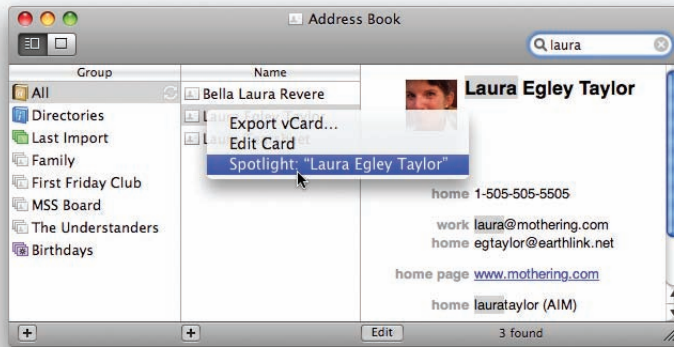 Address Book
laura
Group
Name
All
Directories
Last Import
Family
First Friday Club
MSS Board
The Understanders
Birthdays
Bella Laura Revere
Export vCard...
Edit Card
Spotlight: “Laura Egley Taylor”
Laura Egley Taylor
home 1-505-505-5505
work laura@mothering.com
home egtaylor@earthlink.net
home page www.mothering.com
home laurataylor (AIM)
+
+
Edit
3 found